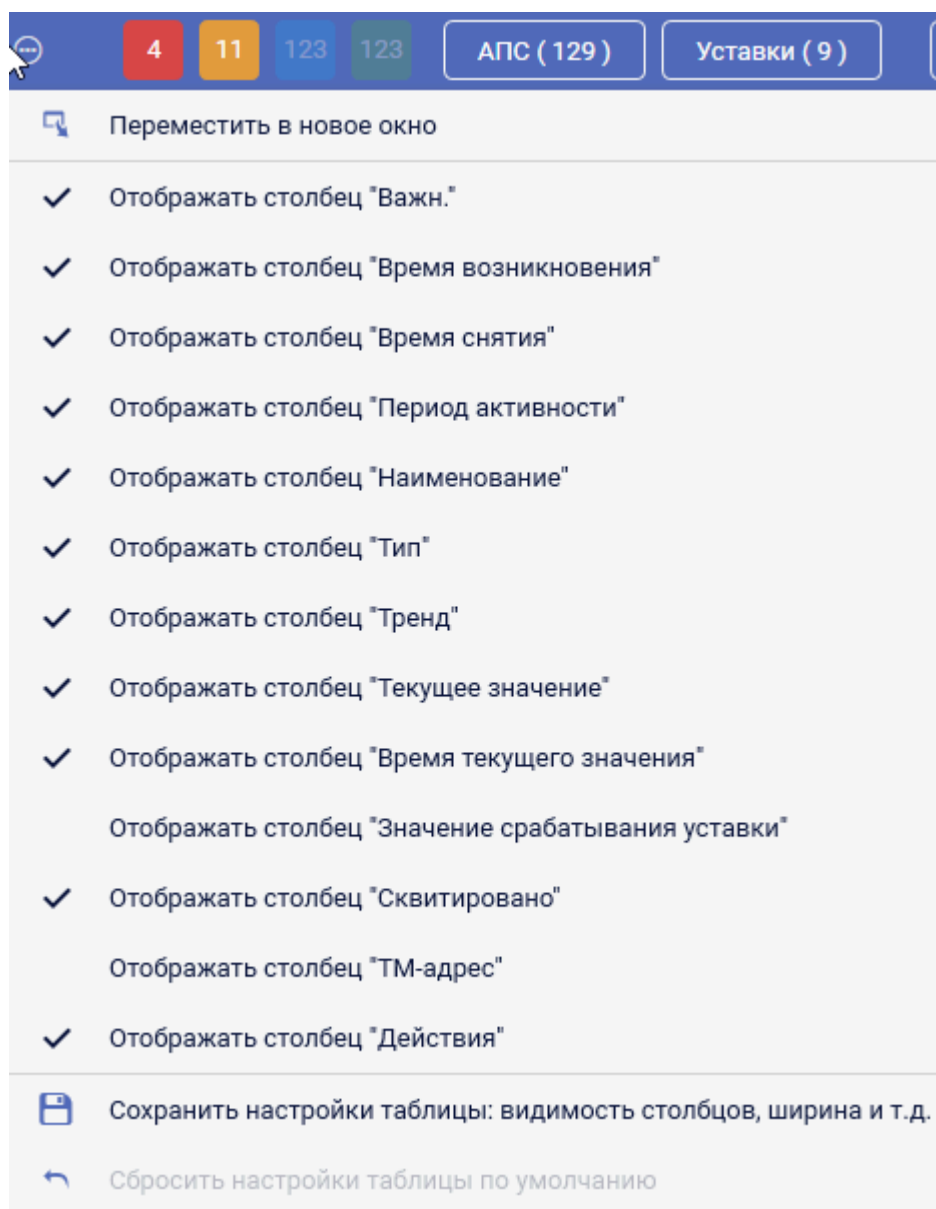 4 11 123 123 АПС ( 129 ) Уставки ( 9 )
Переместить в новое окно
Отображать столбец "Важн."
Отображать столбец "Время возникновения"
Отображать столбец "Время снятия"
Отображать столбец "Период активности"
Отображать столбец "Наименование"
Отображать столбец "Тип"
Отображать столбец "Тренд"
Отображать столбец "Текущее значение"
Отображать столбец "Время текущего значения"
Отображать столбец "Значение срабатывания уставки"
Отображать столбец "Сквитировано"
Отображать столбец "ТМ-адрес"
Отображать столбец "Действия"
Сохранить настройки таблицы: видимость столбцов, ширина и т.д.
Сбросить настройки таблицы по умолчанию